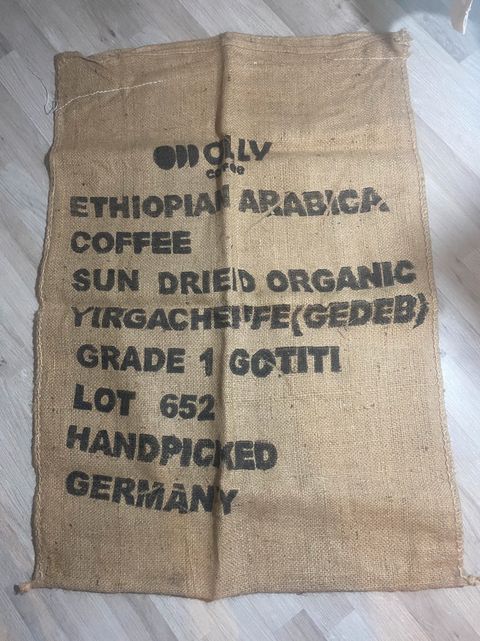 OLLY
coffee
ETHIOPIAN ARABICA
COFFEE
SUN DRIED ORGANIC
YIRGACHEFFE(GEDEB)
GRADE 1 GOTITI
LOT 652
HANDPICKED
GERMANY